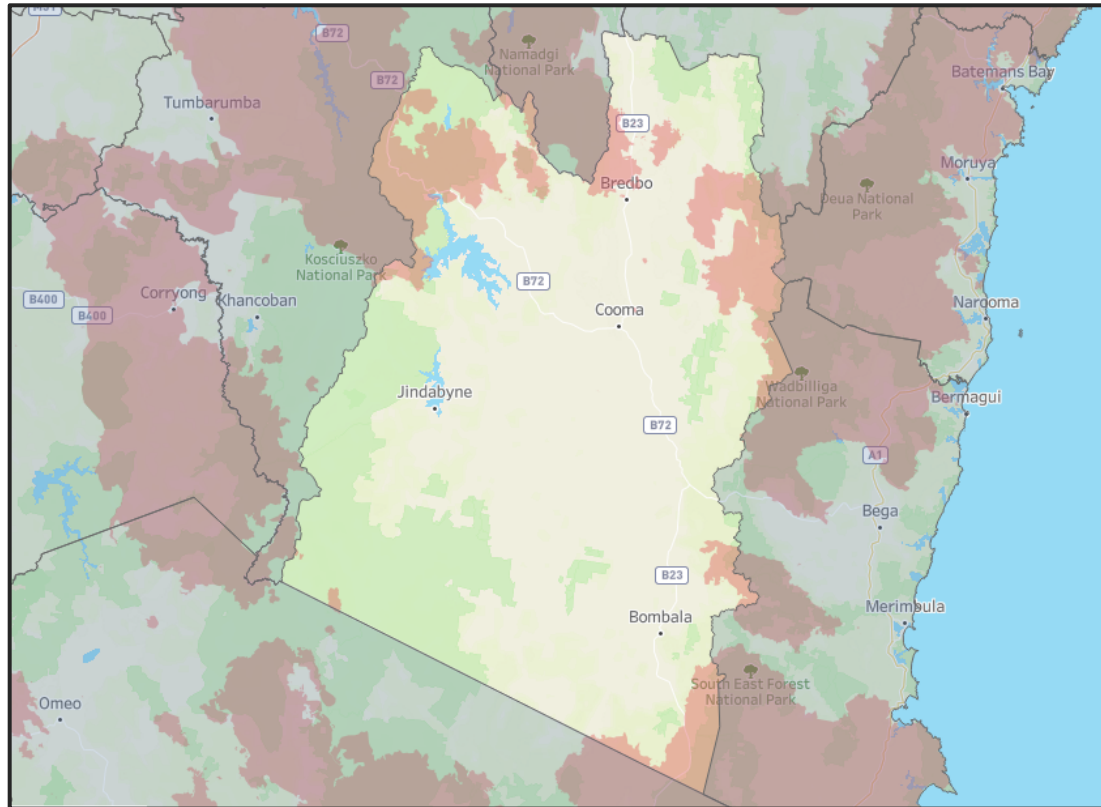 A31
B72
Namadgi
National Park
Batemans Bay
B72
Tumbarumba
B23
Moruya
Bredbo
Deua National
Park
Kosciuszko
National Park
B72
Corryong
Khancoban
B400
B400
Narooma
Cooma
Wadbilliga
National Park
Jindabyne
Bermagui
B72
A1
Bega
B23
Merimbula
Bombala
South East Forest
National Park
Omeo